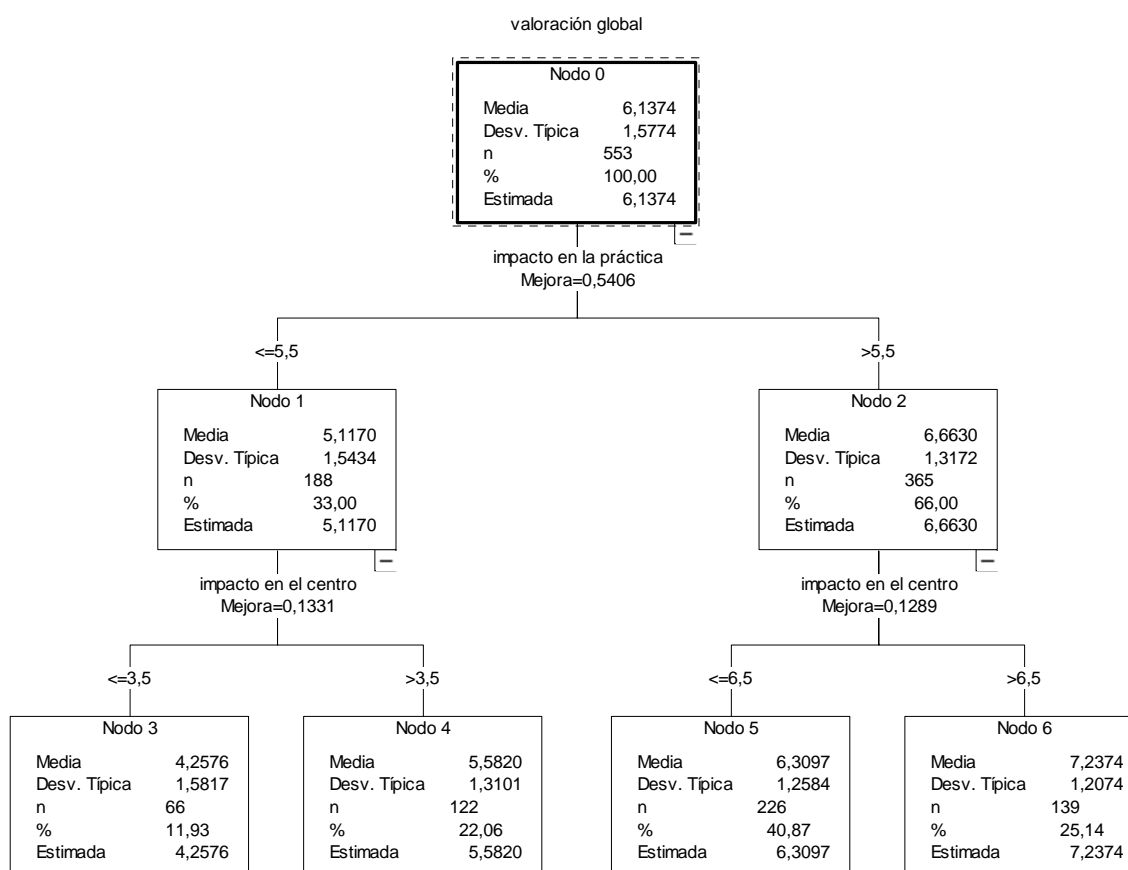 valoración global
Nodo 0
Media 6,1374
Desv. Típica 1,5774
n 553
% 100,00
Estimada 6,1374
impacto en la práctica
Mejora=0,5406
<=5,5
>5,5
Nodo 1
Media 5,1170
Desv. Típica 1,5434
n 188
% 33,00
Estimada 5,1170
Nodo 2
Media 6,6630
Desv. Típica 1,3172
n 365
% 66,00
Estimada 6,6630
impacto en el centro
Mejora=0,1331
impacto en el centro
Mejora=0,1289
<=3,5
>3,5
<=6,5
>6,5
Nodo 3
Media 4,2576
Desv. Típica 1,5817
n 66
% 11,93
Estimada 4,2576
Nodo 4
Media 5,5820
Desv. Típica 1,3101
n 122
% 22,06
Estimada 5,5820
Nodo 5
Media 6,3097
Desv. Típica 1,2584
n 226
% 40,87
Estimada 6,3097
Nodo 6
Media 7,2374
Desv. Típica 1,2074
n 139
% 25,14
Estimada 7,2374